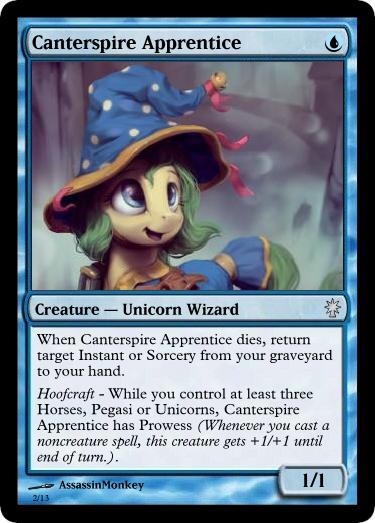 Canterspire Apprentice
Creature — Unicorn Wizard
When Canterspire Apprentice dies, return
target Instant or Sorcery from your graveyard
to your hand.
Hoofcraft - While you control at least three
Horses, Pegasi or Unicorns, Canterspire
Apprentice has Prowess (Whenever you cast a
noncreature spell, this creature gets +1/+1 until
end of turn.).
1/1
AssassinMonkey
2/13